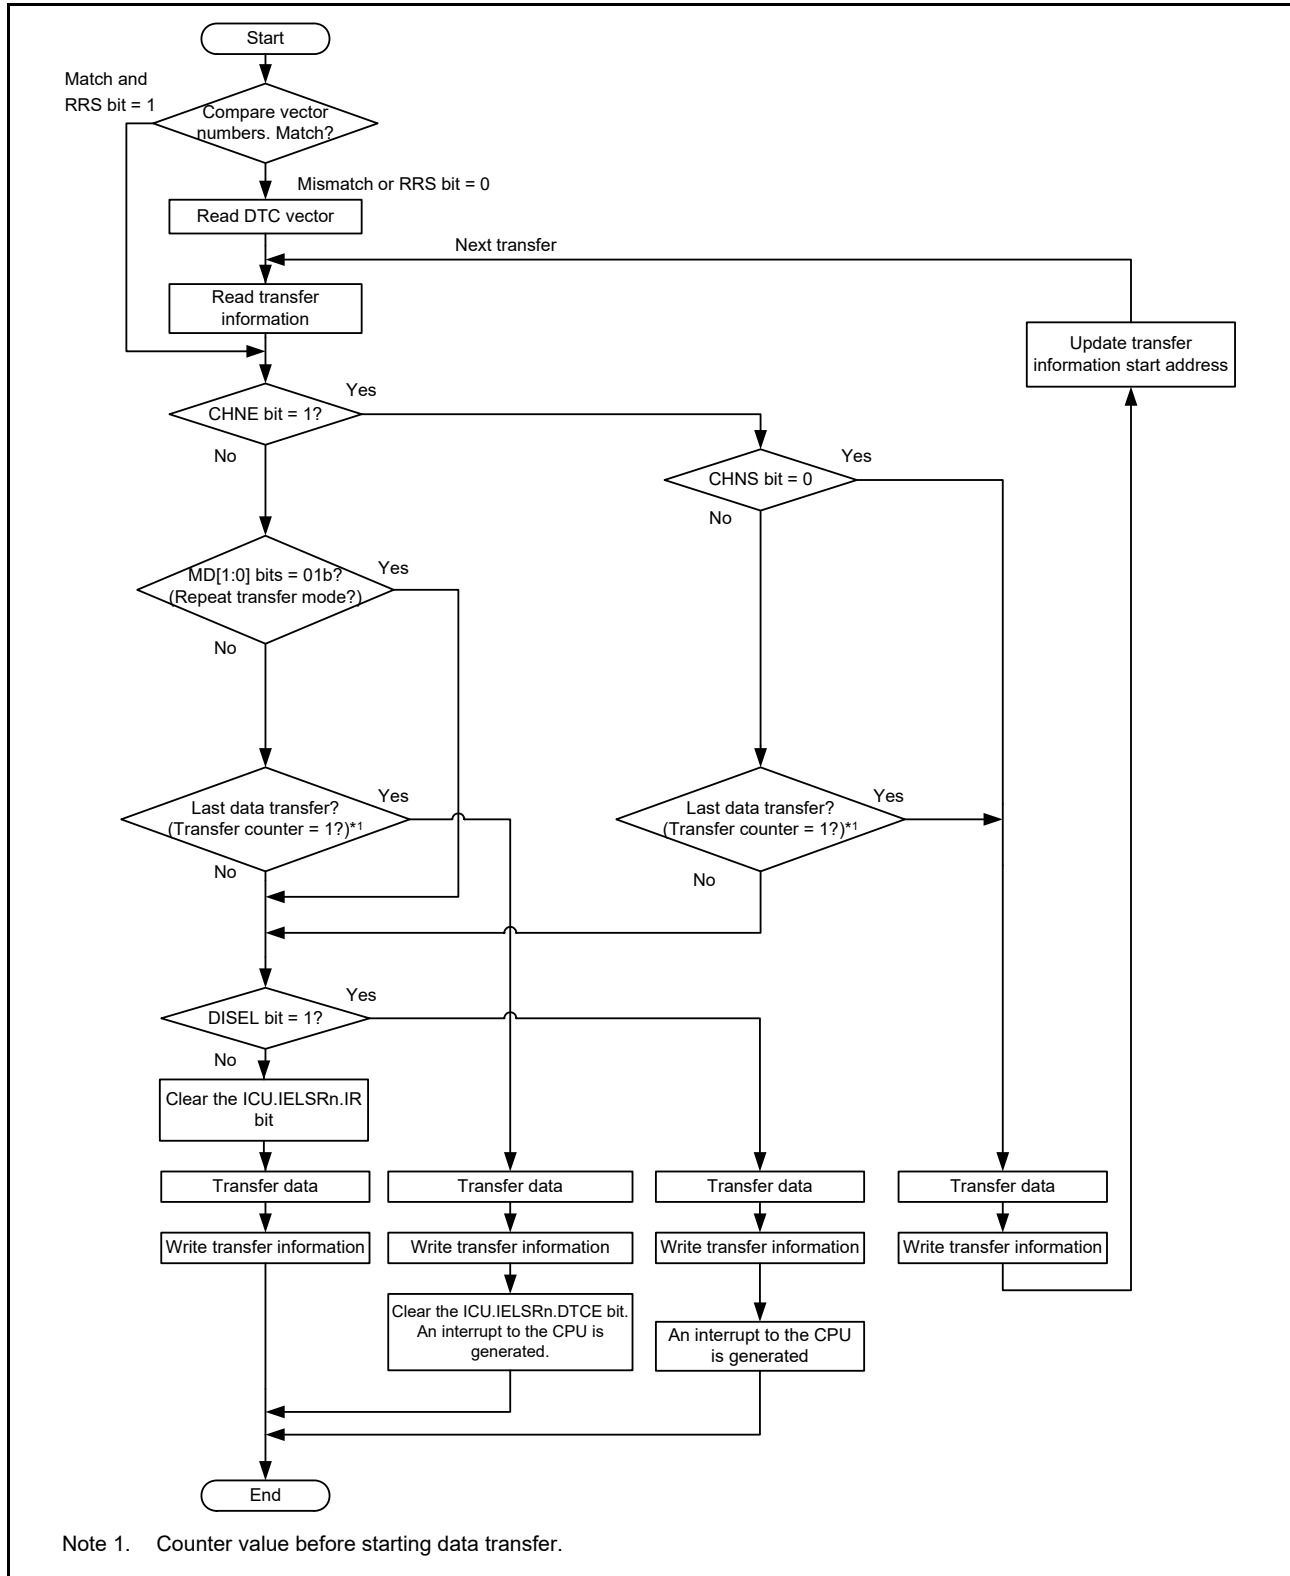 Start
Match and
RRS bit = 1
Compare vector
numbers. Match?
Mismatch or RRS bit = 0
Read DTC vector
Next transfer
Read transfer
information
Update transfer
information start address
Yes
CHNE bit = 1?
No
Yes
CHNS bit = 0
No
MD[1:0] bits = 01b?
(Repeat transfer mode?)
Yes
No
Last data transfer?
(Transfer counter = 1?)*1
Yes
No
Last data transfer?
(Transfer counter = 1?)*1
Yes
No
Yes
DISEL bit = 1?
No
Clear the ICU.IELSRn.IR
bit
Transfer data
Transfer data
Transfer data
Transfer data
Write transfer information
Write transfer information
Write transfer information
Write transfer information
Clear the ICU.IELSRn.DTCE bit.
An interrupt to the CPU is
generated.
An interrupt to the CPU
is generated
End
Note 1. Counter value before starting data transfer.